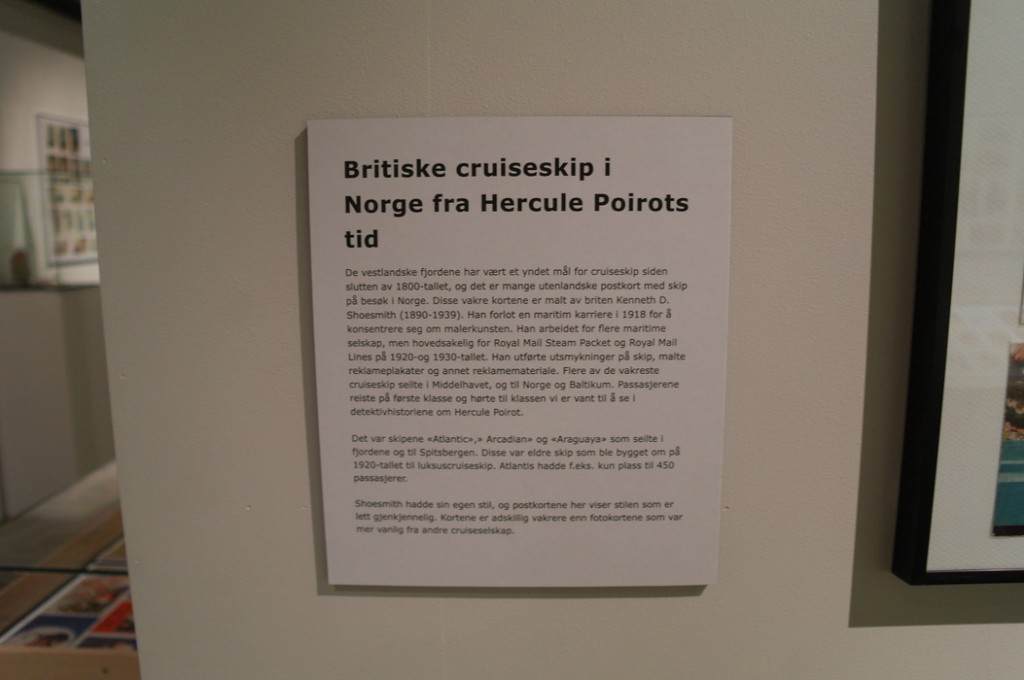 Britiske cruiseskip i
Norge fra Hercule Poirots
tid
De vestlandske fjordene har vært et yndet mål for cruiseskip siden
slutten av 1800-tallet, og det er mange utenlandske postkort med skip
på besøk i Norge. Disse vakre kortene er malt av briten Kenneth D.
Shoesmith (1890-1939). Han forlot en maritim karriere i 1918 for å
konsentrere seg om malerkunsten. Han arbeidet for flere maritime
selskap, men hovedsakelig for Royal Mail Steam Packet og Royal Mail
Lines på 1920-og 1930-tallet. Han utførte utsmykninger på skip, malte
reklameplakater og annet reklamemateriale. Flere av de vakreste
cruiseskip seilte i Middelhavet, og til Norge og Baltikum. Passasjerene
reiste på første klasse og hørte til klassen vi er vant til å se i
detektivhistoriene om Hercule Poirot.
Det var skipene «Atlantic»,» Arcadian» og «Araguaya» som seilte i
fjordene og til Spitsbergen. Disse var eldre skip som ble bygget om på
1920-tallet til luksuscruiseskip. Atlantis hadde f.eks. kun plass til 450
passasjerer.
Shoesmith hadde sin egen stil, og postkortene her viser stilen som er
lett gjenkjennelig. Kortene er adskillig vakrere enn fotokortene som var
mer vanlig fra andre cruiseselskap.